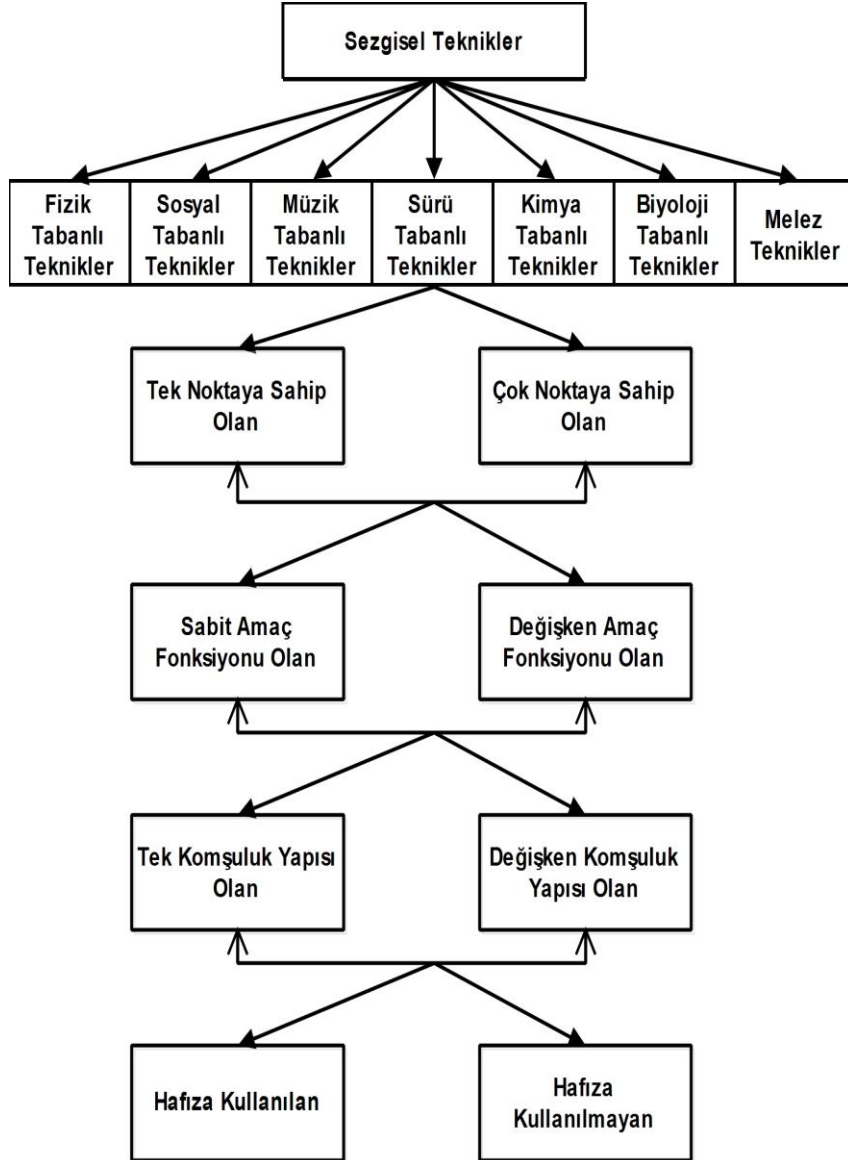 Sezgisel Teknikler
Fizik
Tabanlı
Teknikler
Sosyal
Tabanlı
Teknikler
Müzik
Tabanlı
Teknikler
Sürü
Tabanlı
Teknikler
Kimya
Tabanlı
Teknikler
Biyoloji
Tabanlı
Teknikler
Melez
Teknikler
Tek Noktaya Sahip
Olan
Çok Noktaya Sahip
Olan
Sabit Amaç
Fonksiyonu Olan
Değişken Amaç
Fonksiyonu Olan
Tek Komşuluk Yapısı
Olan
Değişken Komşuluk
Yapısı Olan
Hafıza Kullanılan
Hafıza
Kullanılmayan